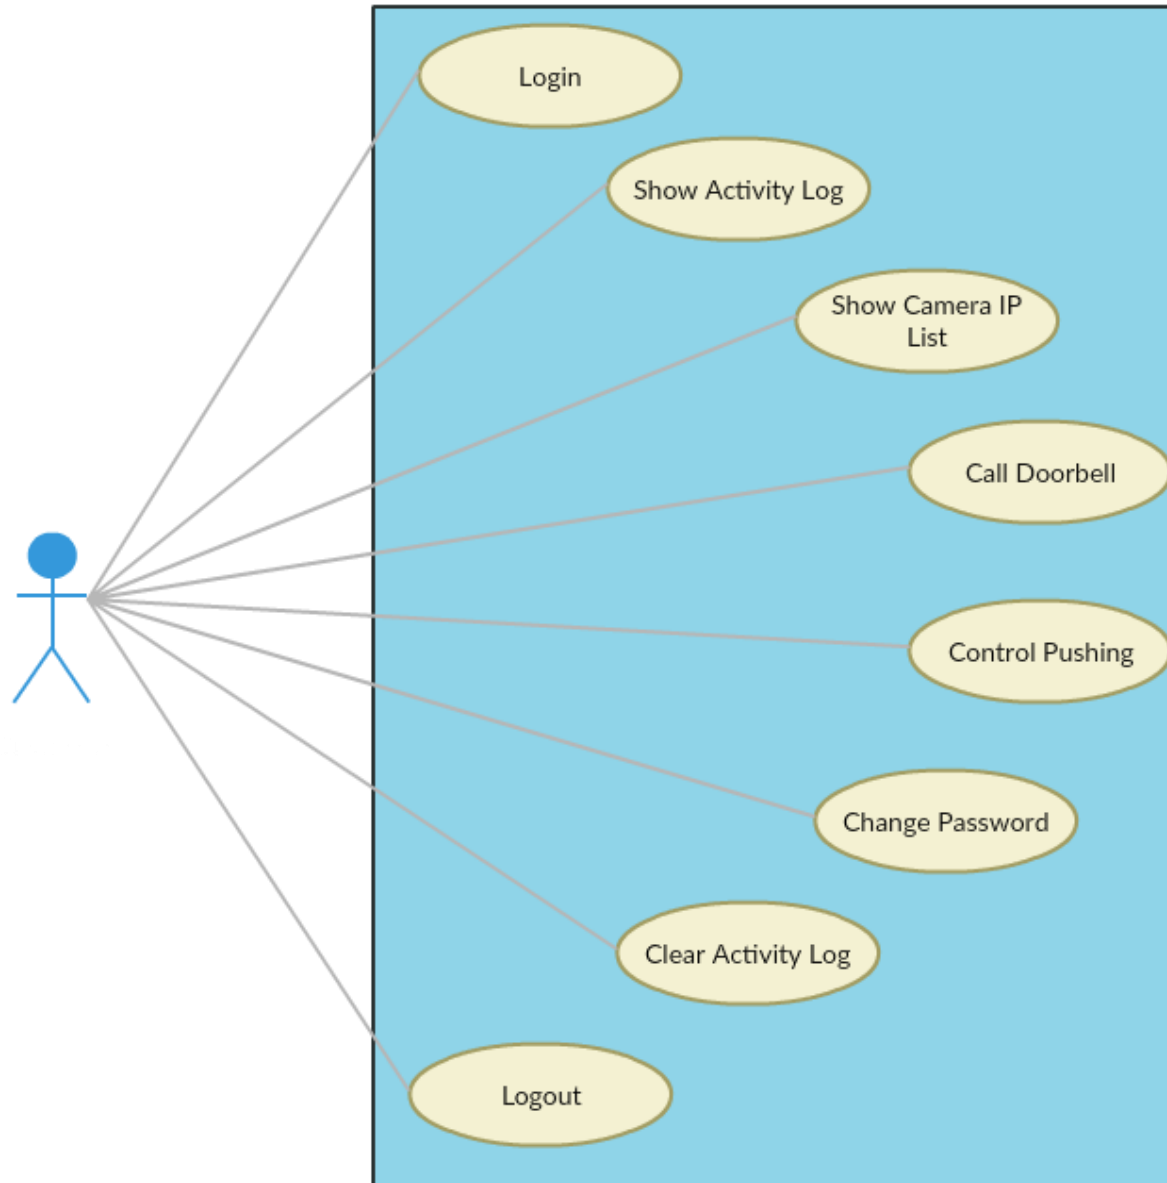 Login
Show Activity Log
Show Camera IP
List
Call Doorbell
Control Pushing
Change Password
Clear Activity Log
Logout